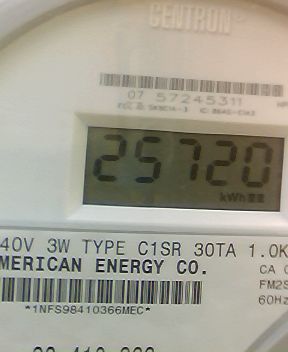 CENTRON®
07 57245311
25720
kWh
40V 3W TYPE C1SR 30TA 1.0K
MERICAN ENERGY CO.
CA 0
FM2S
60Hz
*1NFS98410366MEC*